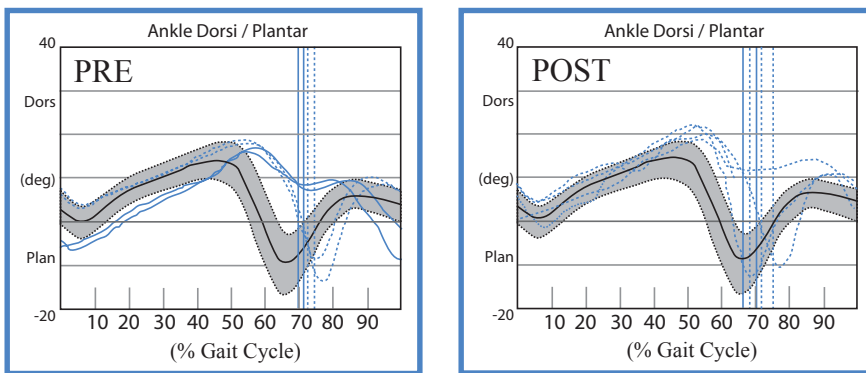 Ankle Dorsi / Plantar
40
PRE
Dors
(deg)
Plan
-20
10 20 30 40 50 60 70 80 90
(% Gait Cycle)
Ankle Dorsi / Plantar
40
POST
Dors
(deg)
Plan
-20
10 20 30 40 50 60 70 80 90
(% Gait Cycle)